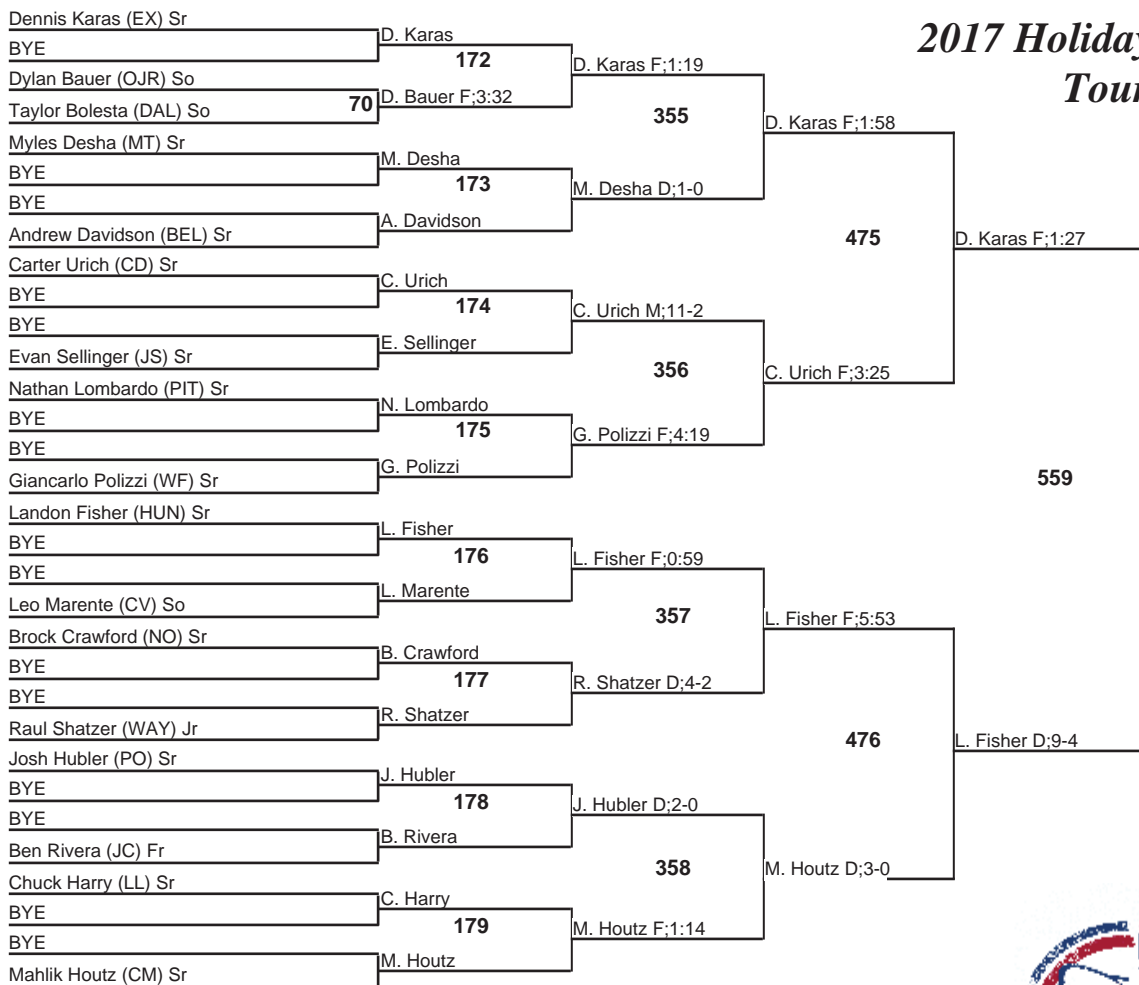 2017 Holiday
Tour
Dennis Karas (EX) Sr
BYE
Dylan Bauer (OJR) So
Taylor Bolesta (DAL) So
Myles Desha (MT) Sr
BYE
BYE
Andrew Davidson (BEL) Sr
Carter Urich (CD) Sr
BYE
BYE
Evan Sellinger (JS) Sr
Nathan Lombardo (PIT) Sr
BYE
BYE
Giancarlo Polizzi (WF) Sr
Landon Fisher (HUN) Sr
BYE
BYE
Leo Marente (CV) So
Brock Crawford (NO) Sr
BYE
BYE
Raul Shatzer (WAY) Jr
Josh Hubler (PO) Sr
BYE
BYE
Ben Rivera (JC) Fr
Chuck Harry (LL) Sr
BYE
BYE
Mahlik Houtz (CM) Sr
70
D. Karas
172
D. Bauer F;3:32
M. Desha
173
A. Davidson
C. Urich
174
E. Sellinger
N. Lombardo
175
G. Polizzi
L. Fisher
176
L. Marente
B. Crawford
177
R. Shatzer
J. Hubler
178
B. Rivera
C. Harry
179
M. Houtz
D. Karas F;1:19
355
M. Desha D;1-0
C. Urich M;11-2
356
G. Polizzi F;4:19
L. Fisher F;0:59
357
R. Shatzer D;4-2
J. Hubler D;2-0
358
M. Houtz F;1:14
D. Karas F;1:58
475
C. Urich F;3:25
L. Fisher F;5:53
476
M. Houtz D;3-0
D. Karas F;1:27
559
L. Fisher D;9-4